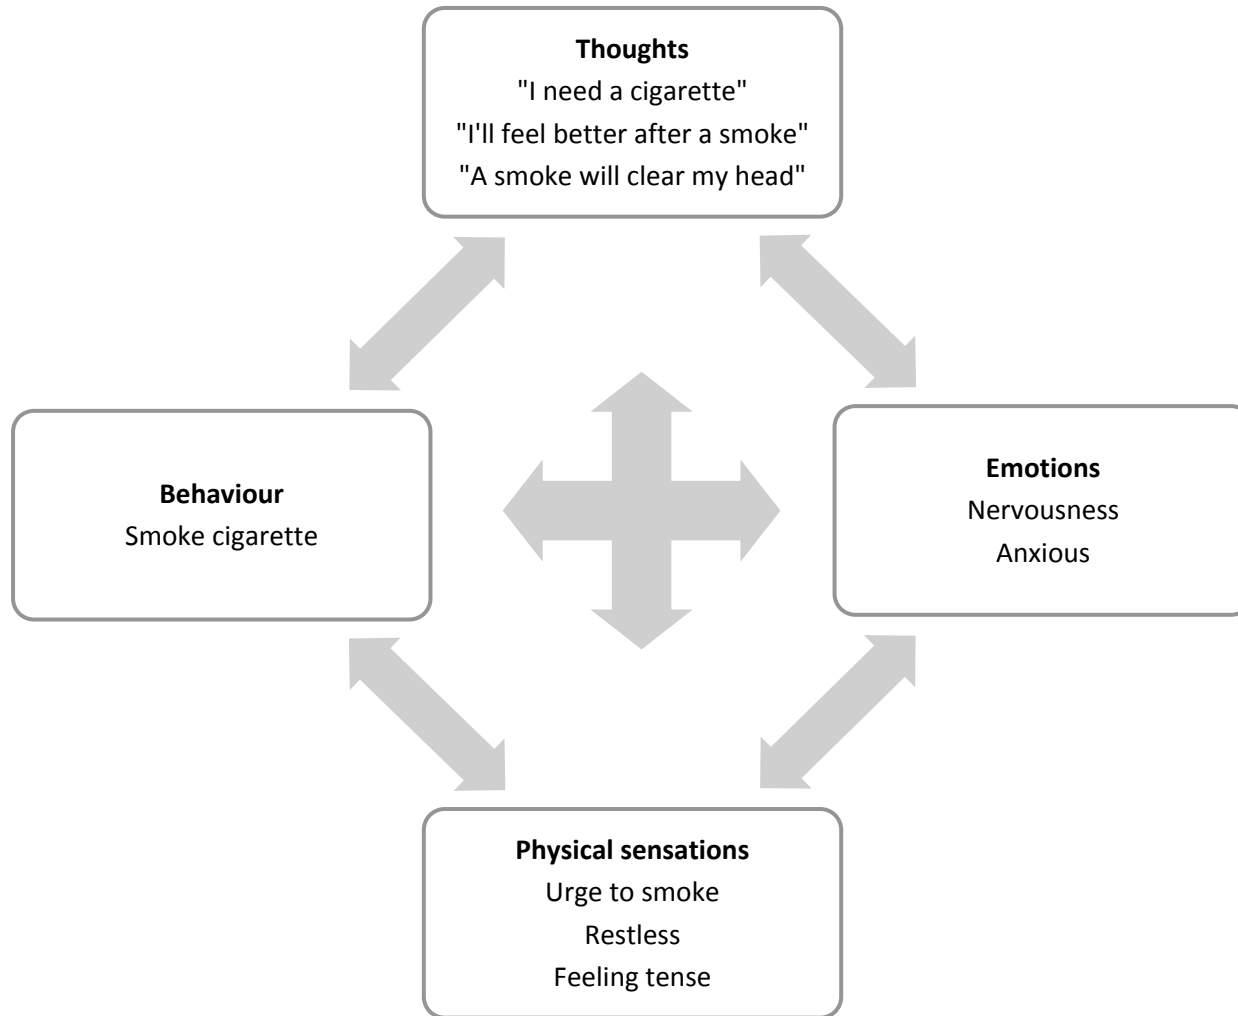 Thoughts
"I need a cigarette"
"I'll feel better after a smoke"
"A smoke will clear my head"
Behaviour
Smoke cigarette
Emotions
Nervousness
Anxious
Physical sensations
Urge to smoke
Restless
Feeling tense